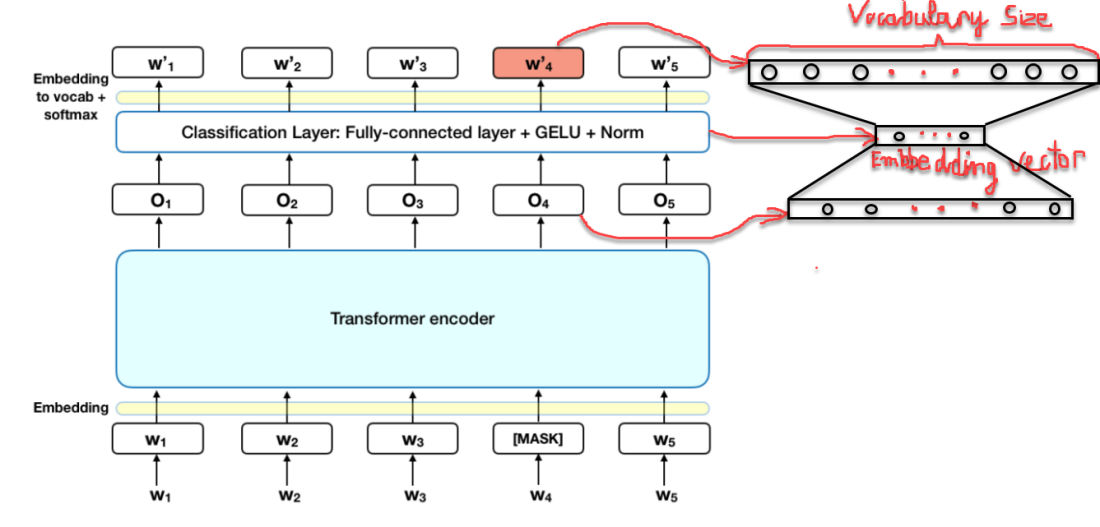 Vocabulary Size
w'1 w'2 w'3 w'4 w'5
Embedding
to vocab +
softmax
Classification Layer: Fully-connected layer + GELU + Norm
Embedding vector
O1 O2 O3 O4 O5
Transformer encoder
Embedding
W1 W2 W3 [MASK] W5
W1 W2 W3 W4 W5